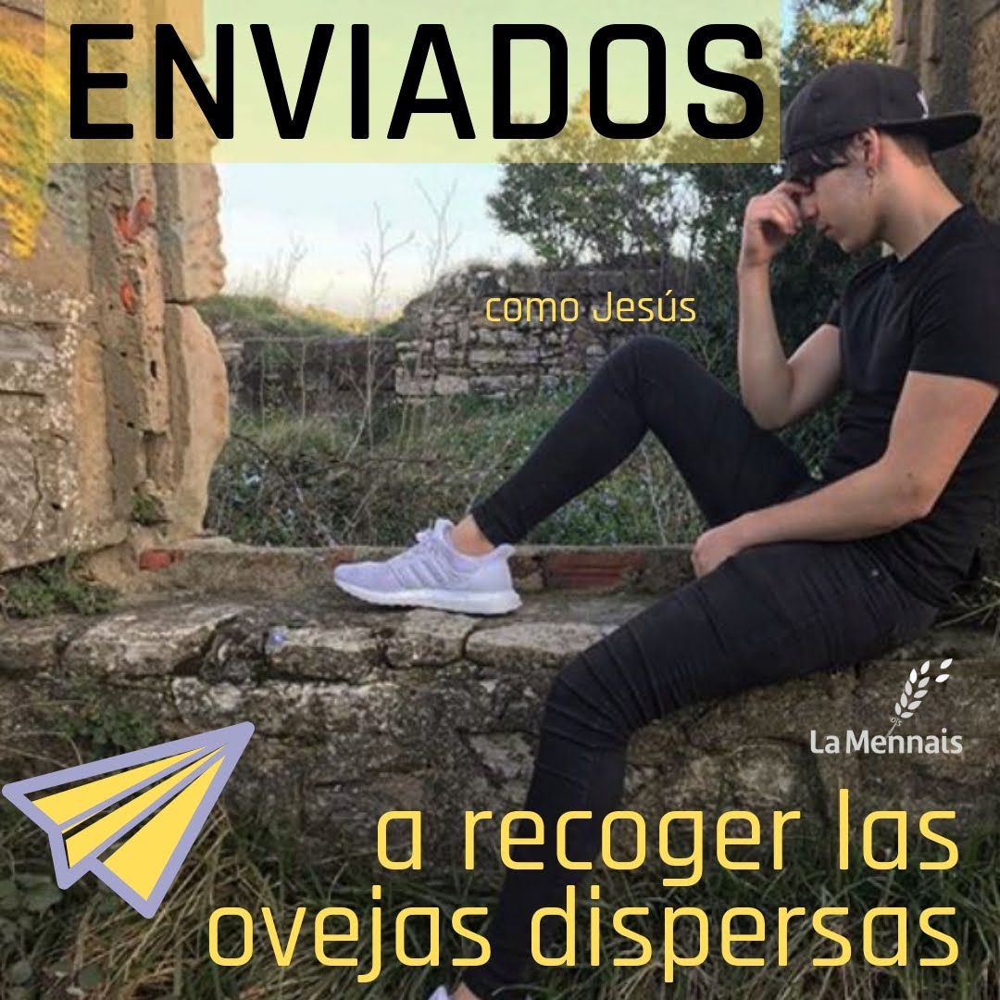 ENVIADOS
como Jesús
La Mennais
a recoger las
ovejas dispersas